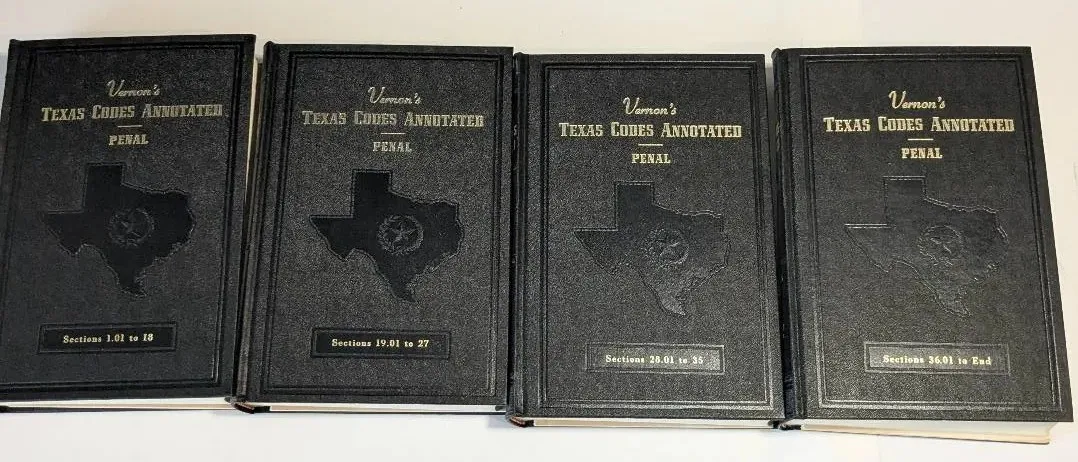 Vernon's
TEXAS CODES ANNOTATED
PENAL
Sections 1.01 to 18
Vernon's
TEXAS CODES ANNOTATED
PENAL
Sections 19.01 to 27
Vernon's
TEXAS CODES ANNOTATED
PENAL
Sections 28.01 to 35
Vernon's
TEXAS CODES ANNOTATED
PENAL
Sections 36.01 to End